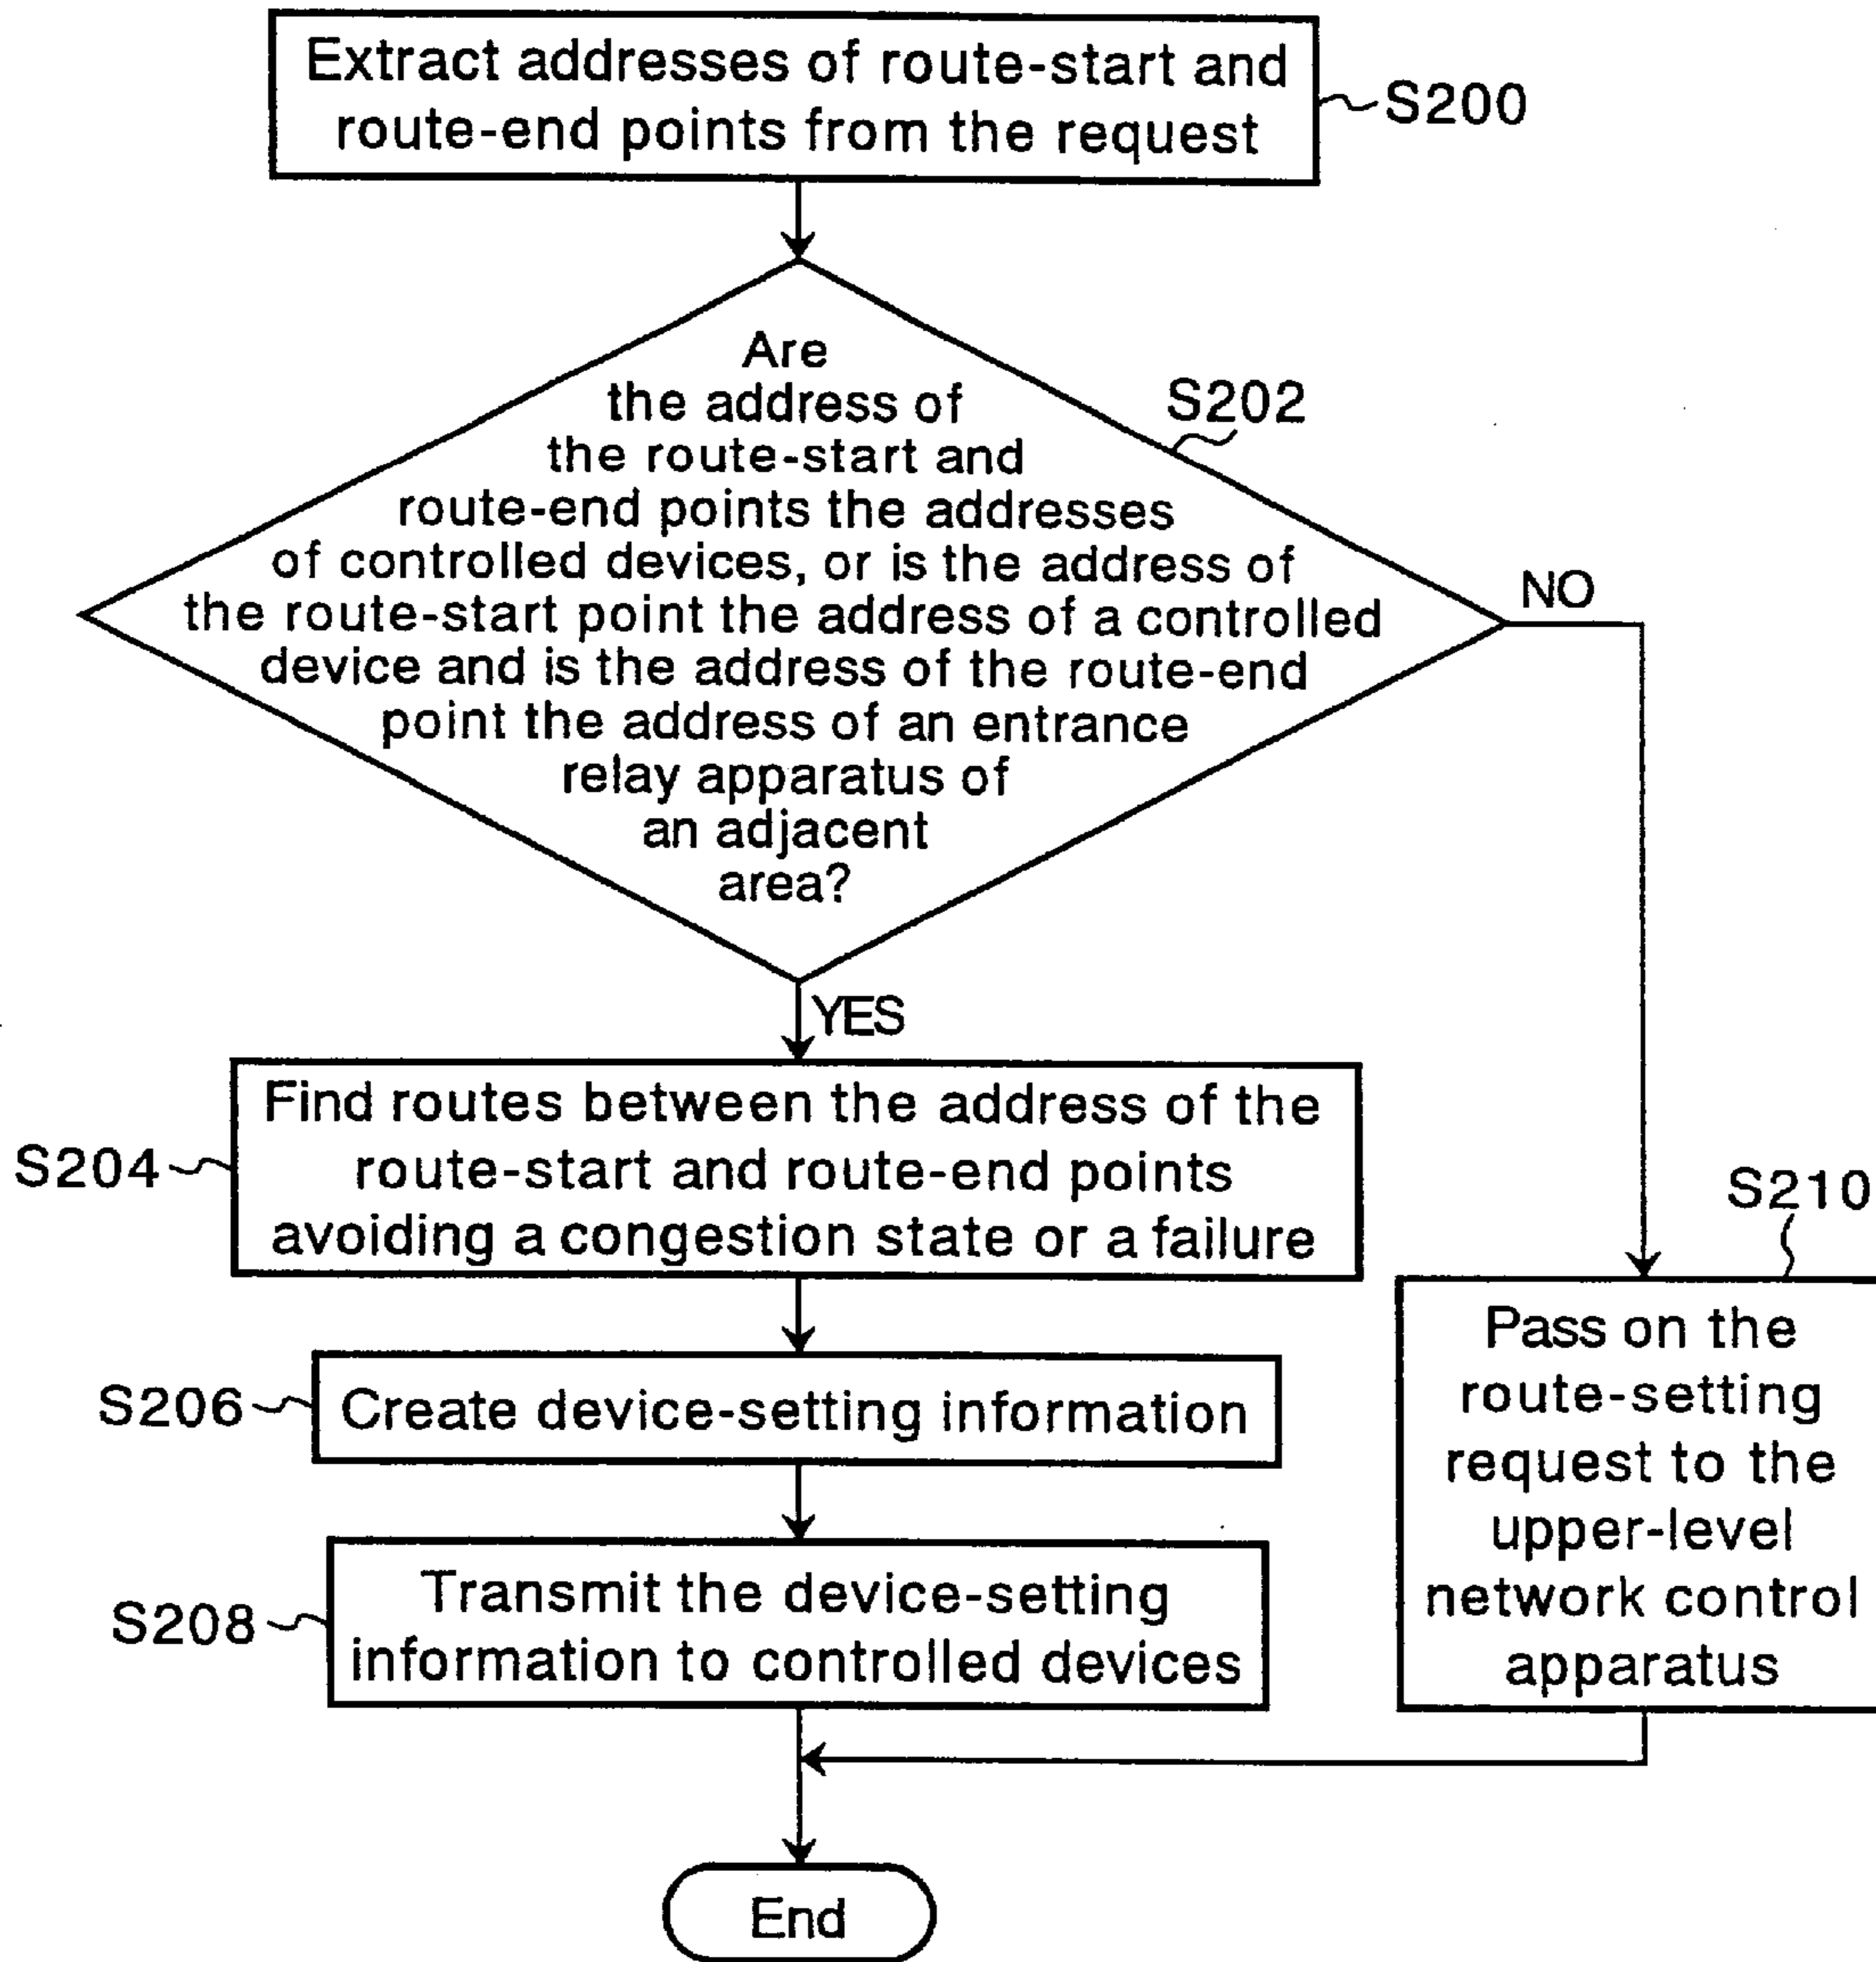 Extract addresses of route-start and
route-end points from the request
S200
Are
the address of
the route-start and
route-end points the addresses
of controlled devices, or is the address of
the route-start point the address of a controlled
device and is the address of the route-end
point the address of an entrance
relay apparatus of
an adjacent
area?
S202
NO
YES
Find routes between the address of the
route-start and route-end points
avoiding a congestion state or a failure
S204
Create device-setting information
S206
Transmit the device-setting
information to controlled devices
S208
S210
Pass on the
route-setting
request to the
upper-level
network control
apparatus
End